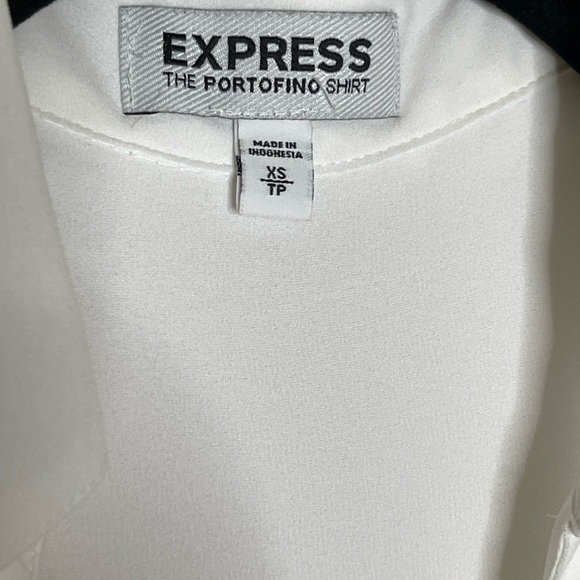 EXPRESS
THE PORTOFINO SHIRT
MADE IN
INDONESIA
XS
TP